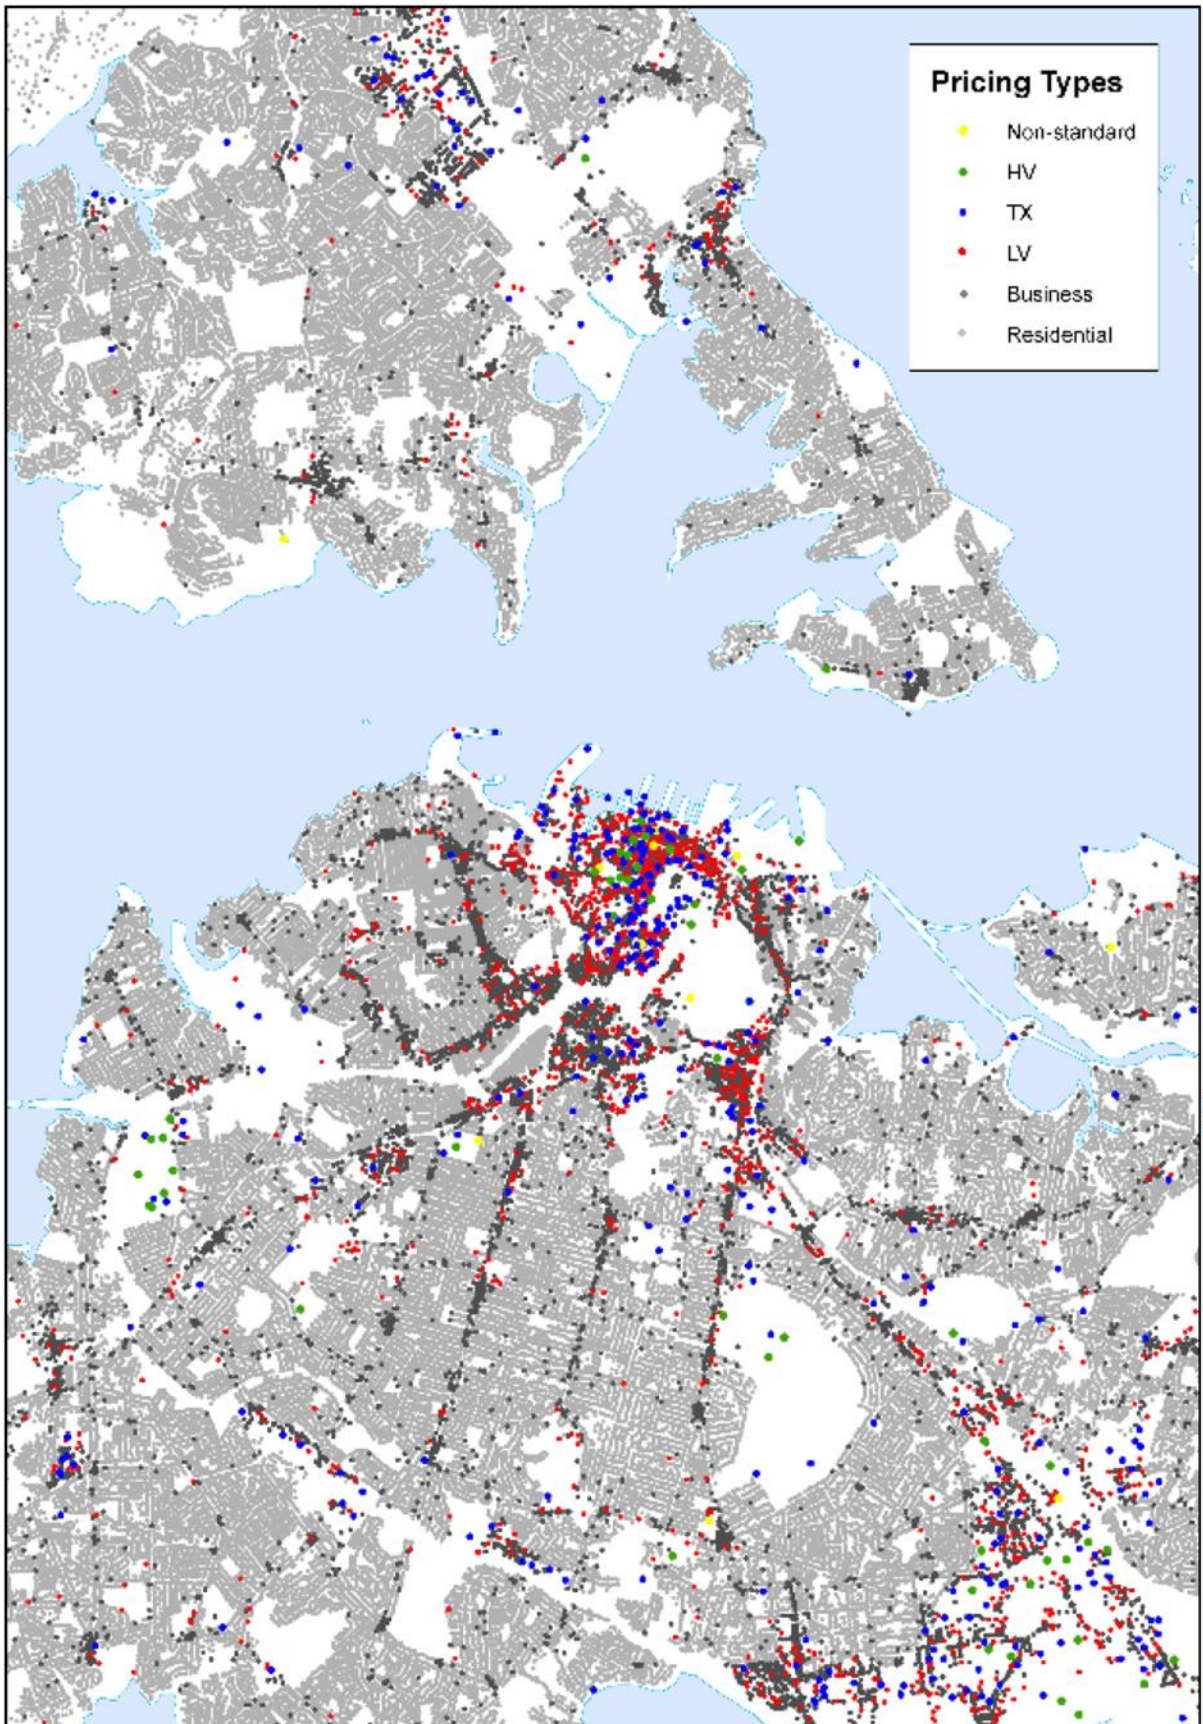 Pricing Types
Non-standard
HV
TX
LV
Business
Residential